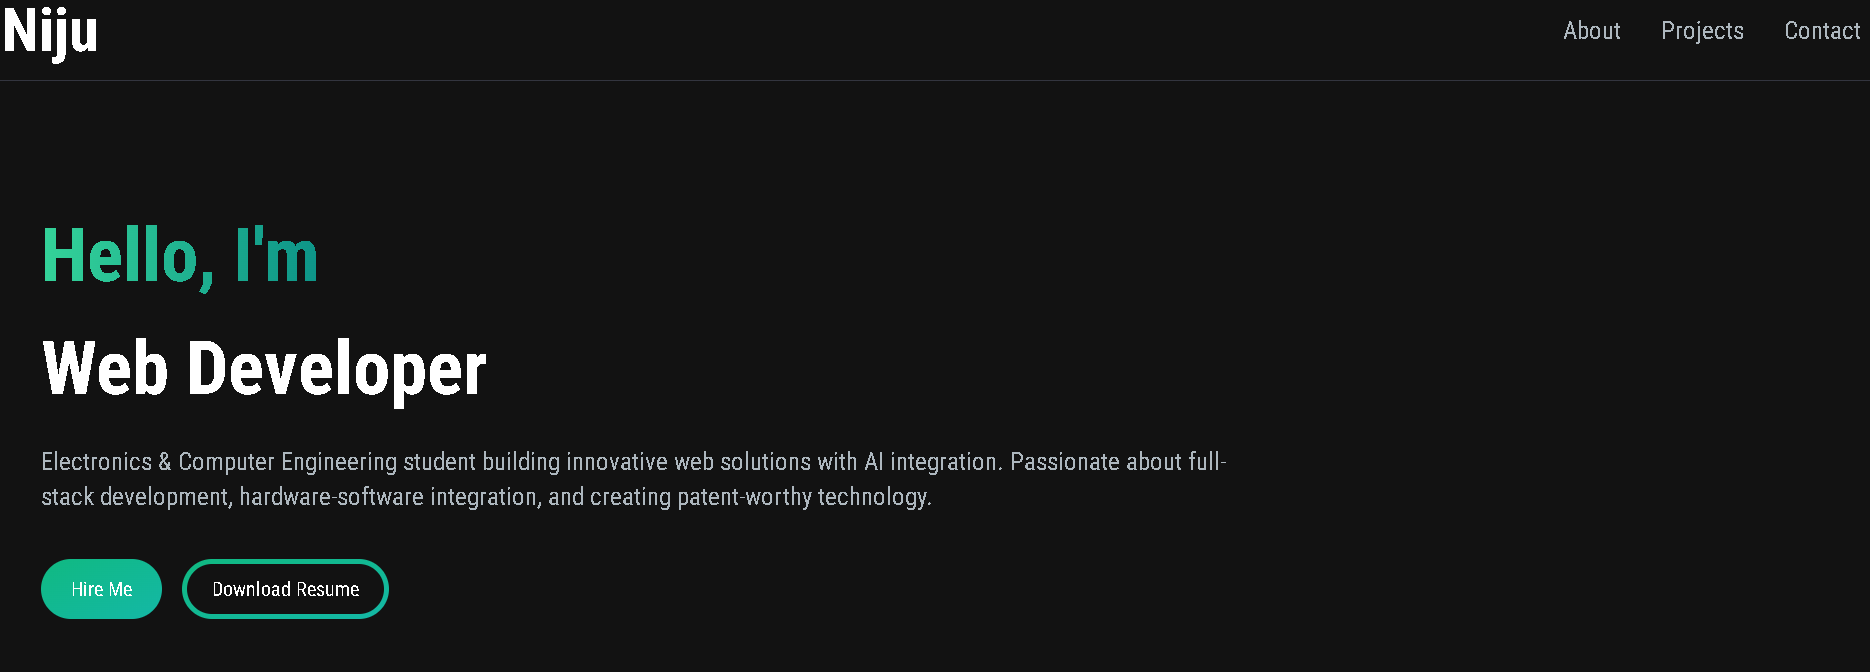 Niju
About Projects Contact
Hello, I'm
Web Developer
Electronics & Computer Engineering student building innovative web solutions with AI integration. Passionate about full-
stack development, hardware-software integration, and creating patent-worthy technology.
Hire Me Download Resume